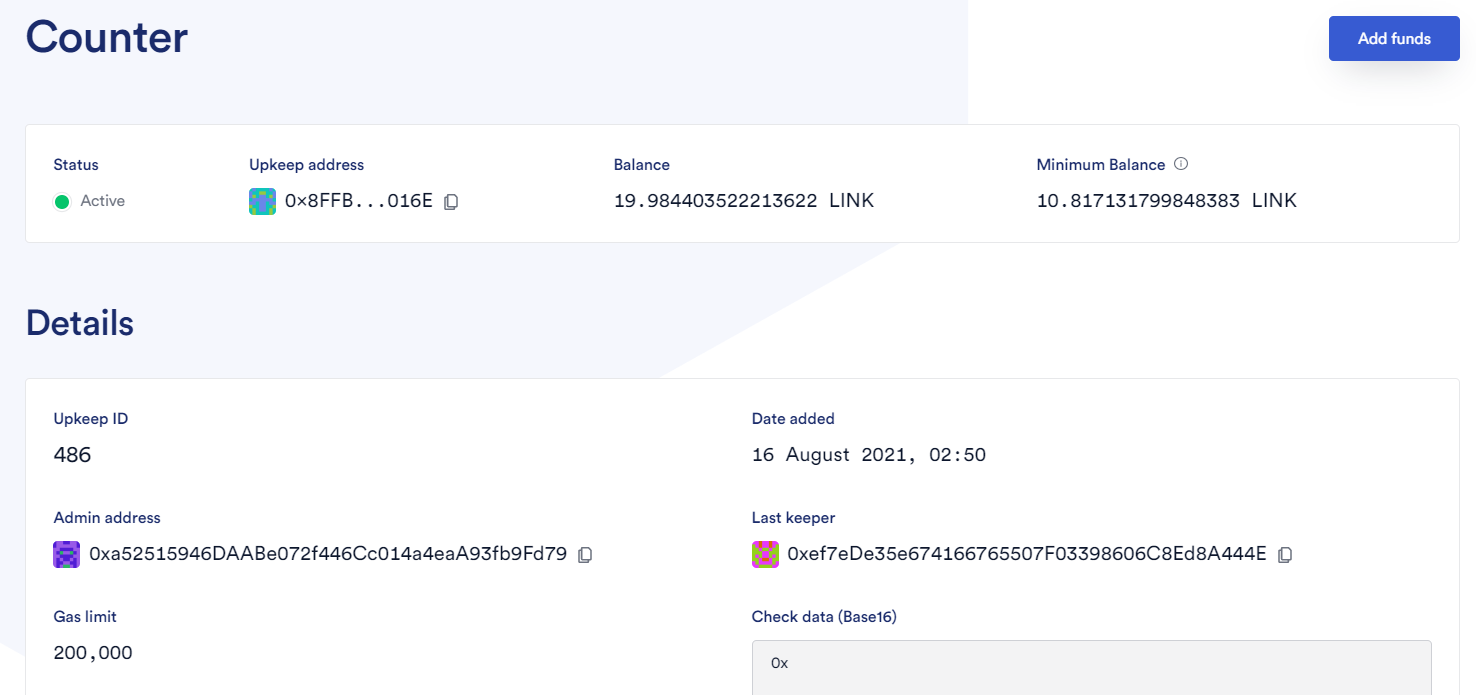 Counter
Add funds
Status
Upkeep address
Balance
Minimum Balance
Active
0x8FFB...016E
19.984403522213622 LINK
10.817131799848383 LINK
Details
Upkeep ID
Date added
486
16 August 2021, 02:50
Admin address
Last keeper
0xa52515946DAABe072f446Cc014a4eaA93fb9Fd79
0xef7eDe35e674166765507F03398606C8Ed8A444E
Gas limit
Check data (Base16)
200,000
0x